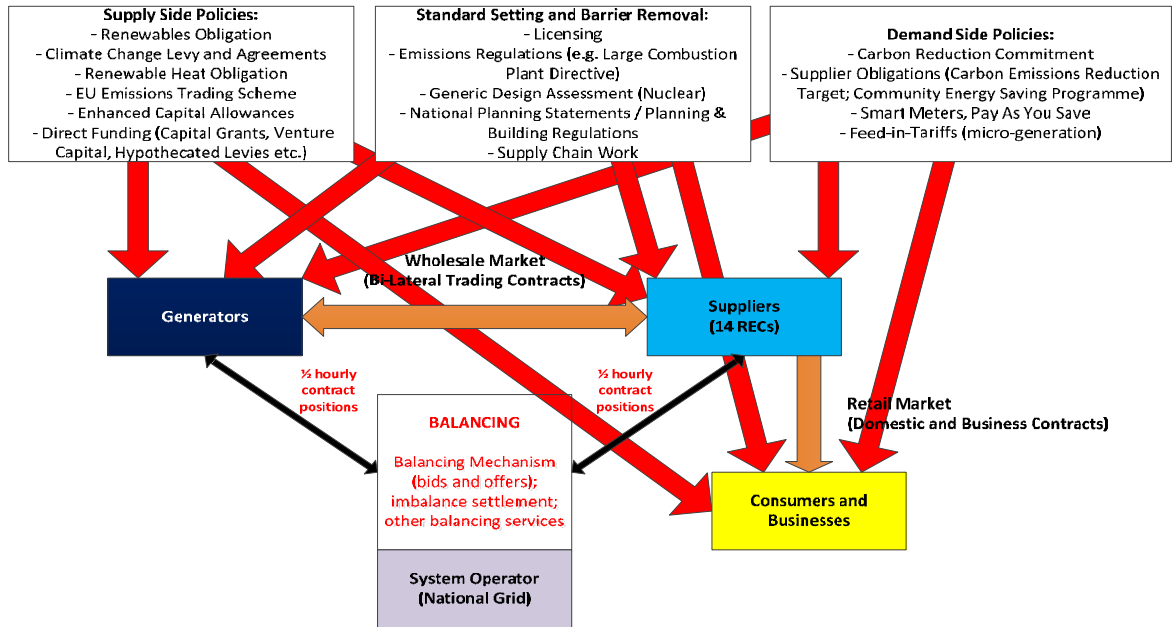 Supply Side Policies:
- Renewables Obligation
- Climate Change Levy and Agreements
- Renewable Heat Obligation
- EU Emissions Trading Scheme
- Enhanced Capital Allowances
- Direct Funding (Capital Grants, Venture
Capital, Hypothecated Levies etc.)
Standard Setting and Barrier Removal:
- Licensing
- Emissions Regulations (e.g. Large Combustion
Plant Directive)
- Generic Design Assessment (Nuclear)
- National Planning Statements / Planning &
Building Regulations
- Supply Chain Work
Demand Side Policies:
- Carbon Reduction Commitment
- Supplier Obligations (Carbon Emissions Reduction
Target; Community Energy Saving Programme)
- Smart Meters, Pay As You Save
- Feed-in-Tariffs (micro-generation)
Wholesale Market
(Bi-Lateral Trading Contracts)
Generators
Suppliers
(14 RECs)
½ hourly
contract
positions
½ hourly
contract
positions
Retail Market
(Domestic and Business Contracts)
BALANCING
Balancing Mechanism
(bids and offers);
imbalance settlement;
other balancing services
Consumers and
Businesses
System Operator
(National Grid)